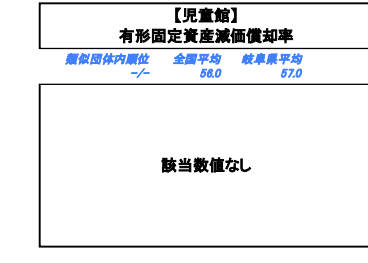 【児童館】
有形固定資産減価償却率
類似団体内順位 全国平均 岐阜県平均
-/- 56.0 57.0
該当数値なし